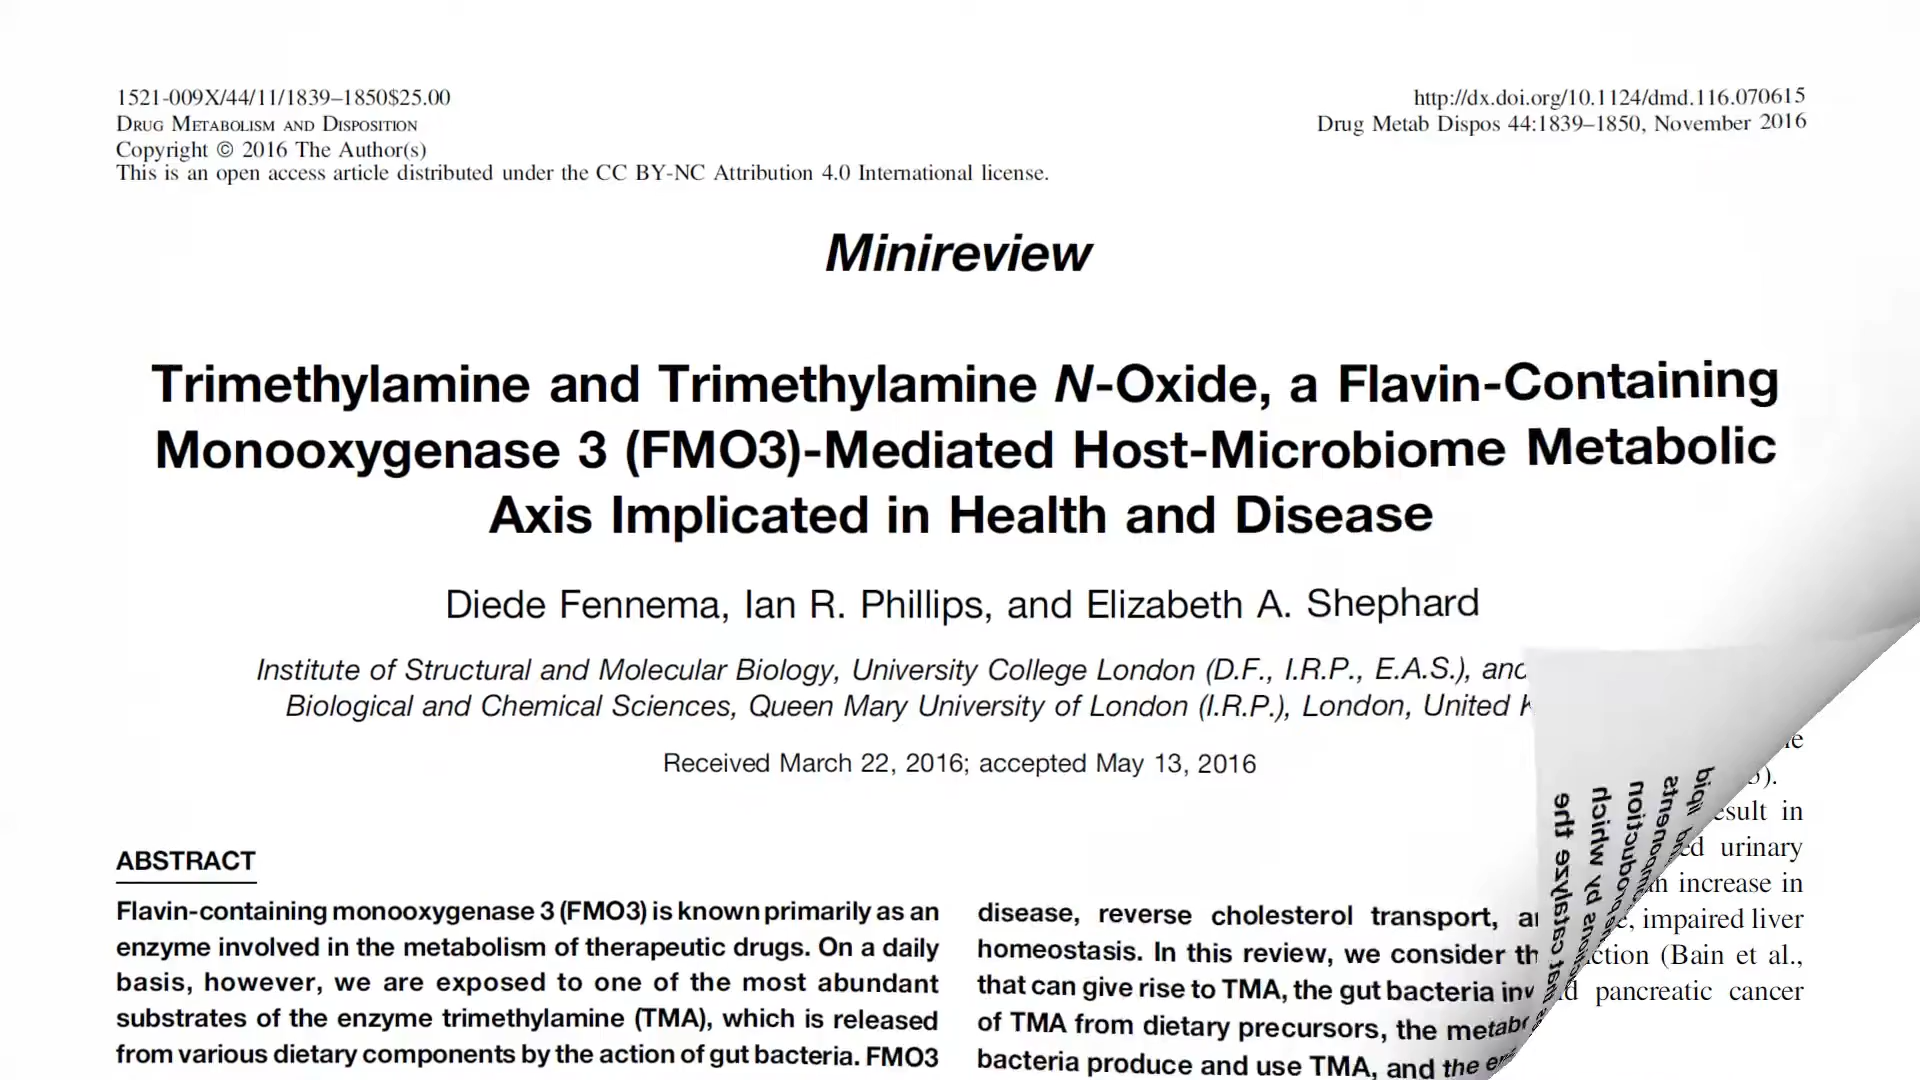 1521-009X/44/11/1839–1850$25.00
DRUG METABOLISM AND DISPOSITION
Copyright © 2016 The Author(s)
This is an open access article distributed under the CC BY-NC Attribution 4.0 International license.
http://dx.doi.org/10.1124/dmd.116.070615
Drug Metab Dispos 44:1839–1850, November 2016
Minireview
Trimethylamine and Trimethylamine N-Oxide, a Flavin-Containing
Monooxygenase 3 (FMO3)-Mediated Host-Microbiome Metabolic
Axis Implicated in Health and Disease
Diede Fennema, Ian R. Phillips, and Elizabeth A. Shephard
Institute of Structural and Molecular Biology, University College London (D.F., I.R.P., E.A.S.), and
Biological and Chemical Sciences, Queen Mary University of London (I.R.P.), London, United
Received March 22, 2016; accepted May 13, 2016
ABSTRACT
Flavin-containing monooxygenase 3 (FMO3) is known primarily as an
enzyme involved in the metabolism of therapeutic drugs. On a daily
basis, however, we are exposed to one of the most abundant
substrates of the enzyme trimethylamine (TMA), which is released
from various dietary components by the action of gut bacteria. FMO3
disease, reverse cholesterol transport,
homeostasis. In this review, we consider
that can give rise to TMA, the gut bacteria
of TMA from dietary precursors, the
bacteria produce and use TMA, and the
in
urinary
increase in
impaired liver
(Bain et al.,
pancreatic cancer
catalyze the
which